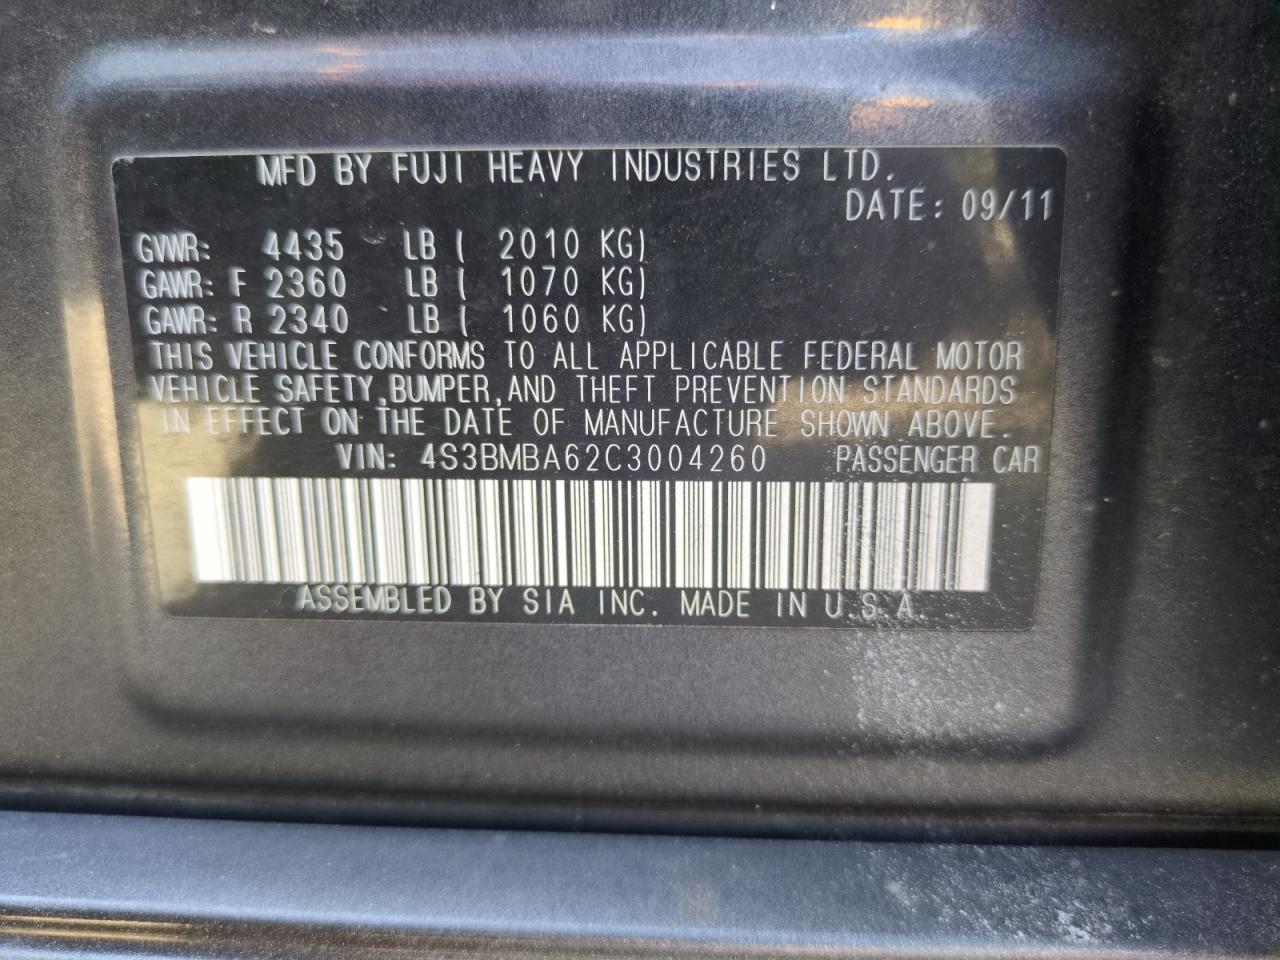 MFD BY FUJI HEAVY INDUSTRIES LTD.
DATE: 09/11
GVWR: 4435 LB ( 2010 KG)
GAWR: F 2360 LB ( 1070 KG)
GAWR: R 2340 LB ( 1060 KG)
THIS VEHICLE CONFORMS TO ALL APPLICABLE FEDERAL MOTOR
VEHICLE SAFETY,BUMPER,AND THEFT PREVENTION STANDARDS
IN EFFECT ON THE DATE OF MANUFACTURE SHOWN ABOVE.
VIN: 4S3BMBA62C3004260 PASSENGER CAR
ASSEMBLED BY SIA INC. MADE IN U.S.A.